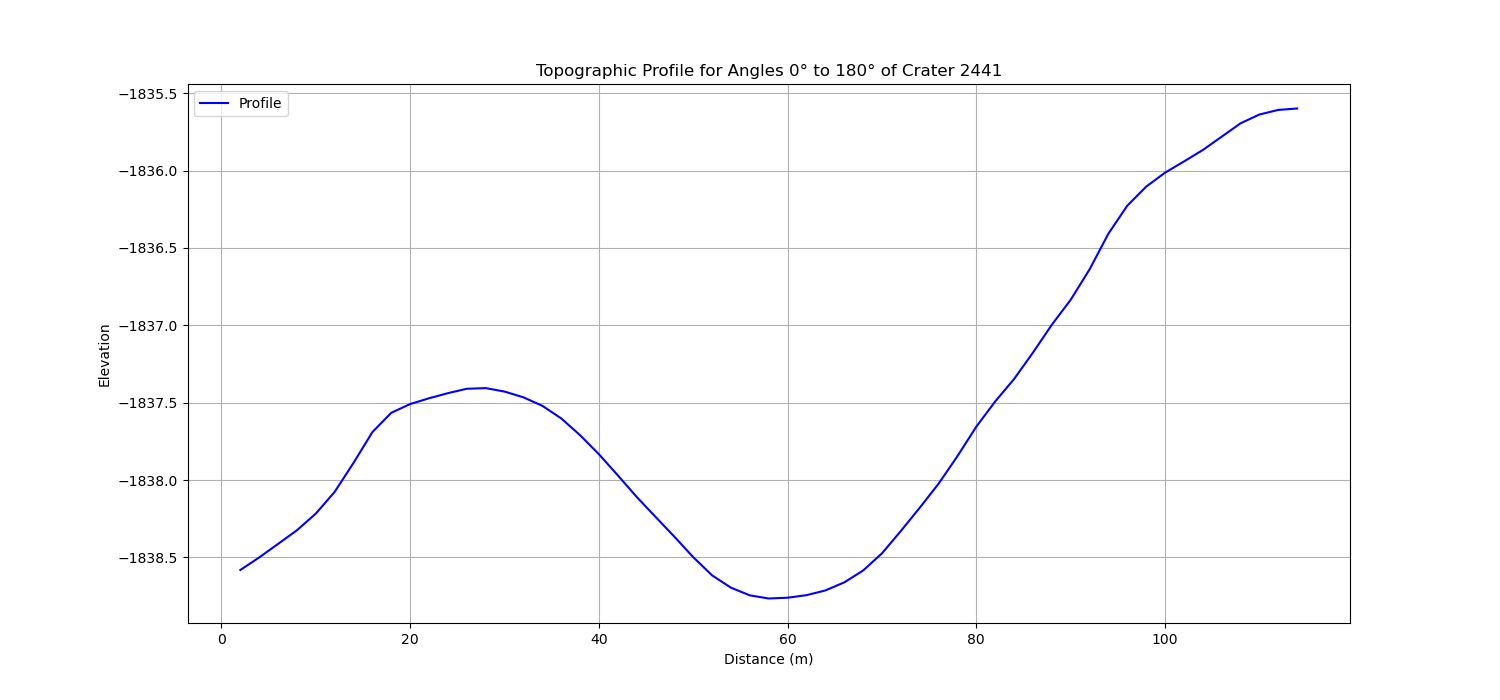 Topographic Profile for Angles 0° to 180° of Crater 2441
Profile
−1835.5
−1836.0
−1836.5
−1837.0
−1837.5
−1838.0
−1838.5
Elevation
0 20 40 60 80 100
Distance (m)